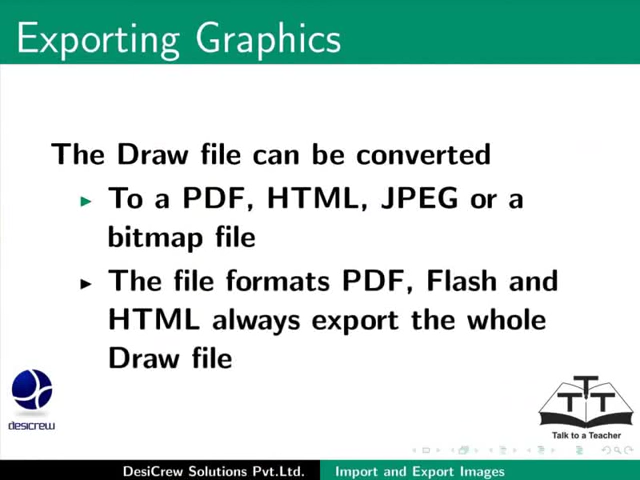 Exporting Graphics
The Draw file can be converted
To a PDF, HTML, JPEG or a
bitmap file
The file formats PDF, Flash and
HTML always export the whole
Draw file
desicrew
T T T
Talk to a Teacher
DesiCrew Solutions Pvt.Ltd. Import and Export Images